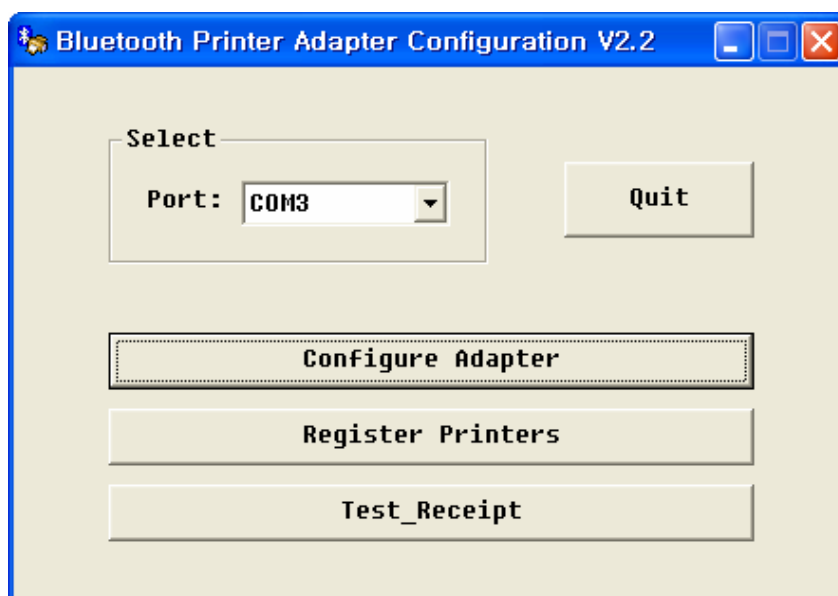 Bluetooth Printer Adapter Configuration V2.2
Select
Port: COM3
Quit
Configure Adapter
Register Printers
Test_Receipt